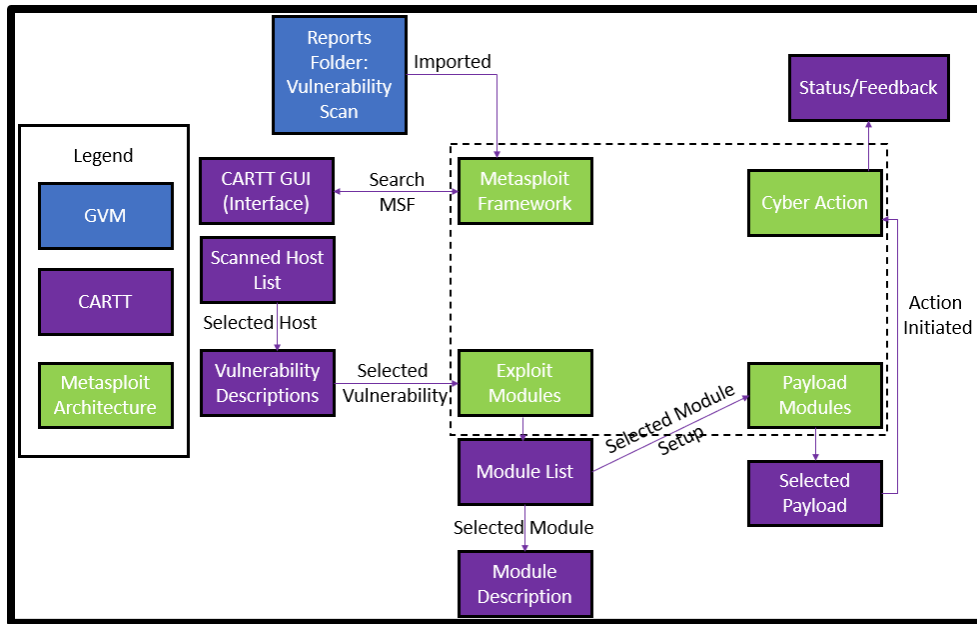 Reports
Folder:
Vulnerability
Scan
Imported
Status/Feedback
Legend
GVM
CARTT
Metasploit
Architecture
CARTT GUI
(Interface)
Search
MSF
Metasploit
Framework
Cyber Action
Scanned Host
List
Selected Host
Action
Initiated
Vulnerability
Descriptions
Selected
Vulnerability
Exploit
Modules
Selected Module
Setup
Payload
Modules
Module List
Selected
Payload
Selected Module
Module
Description